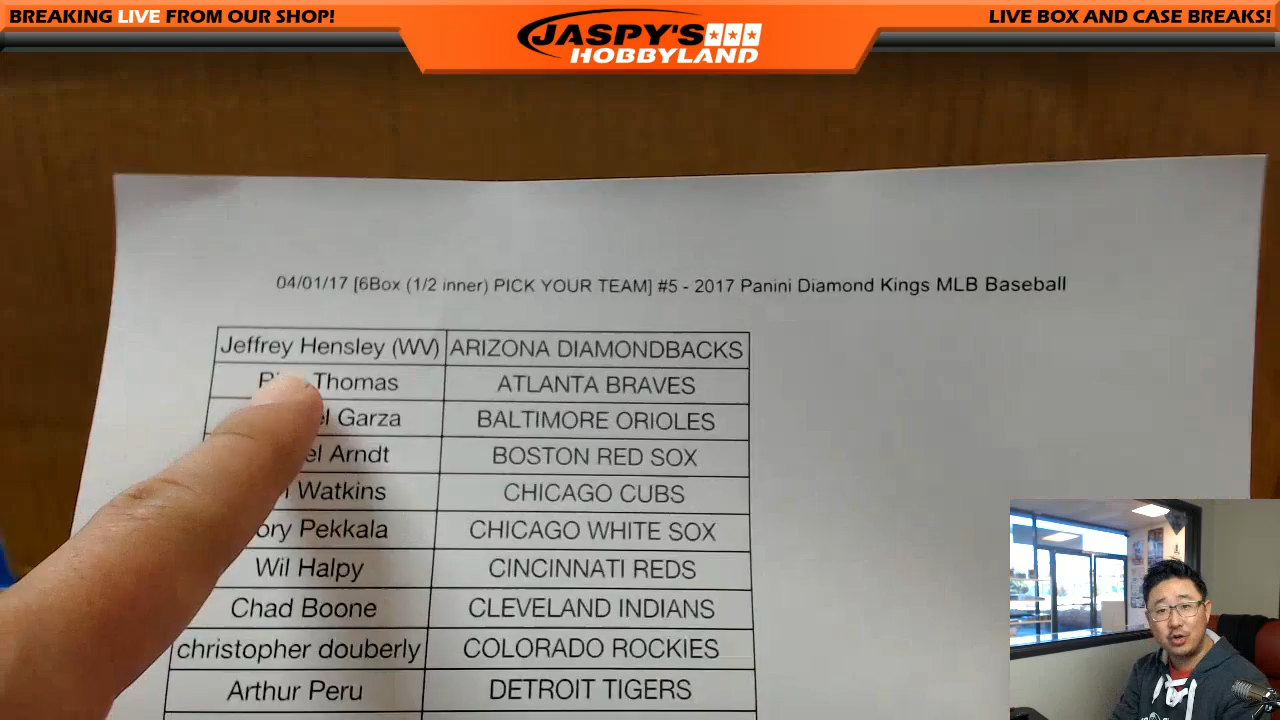 BREAKING LIVE FROM OUR SHOP!
JASPY'S
HOBBYLAND
LIVE BOX AND CASE BREAKS!
04/01/17 [6Box (1/2 inner) PICK YOUR TEAM] #5 - 2017 Panini Diamond Kings MLB Baseball
Jeffrey Hensley (WV) ARIZONA DIAMONDBACKS
Thomas ATLANTA BRAVES
Garza BALTIMORE ORIOLES
Arndt BOSTON RED SOX
Watkins CHICAGO CUBS
Pekkala CHICAGO WHITE SOX
Wil Halpy CINCINNATI REDS
Chad Boone CLEVELAND INDIANS
christopher douberly COLORADO ROCKIES
Arthur Peru DETROIT TIGERS